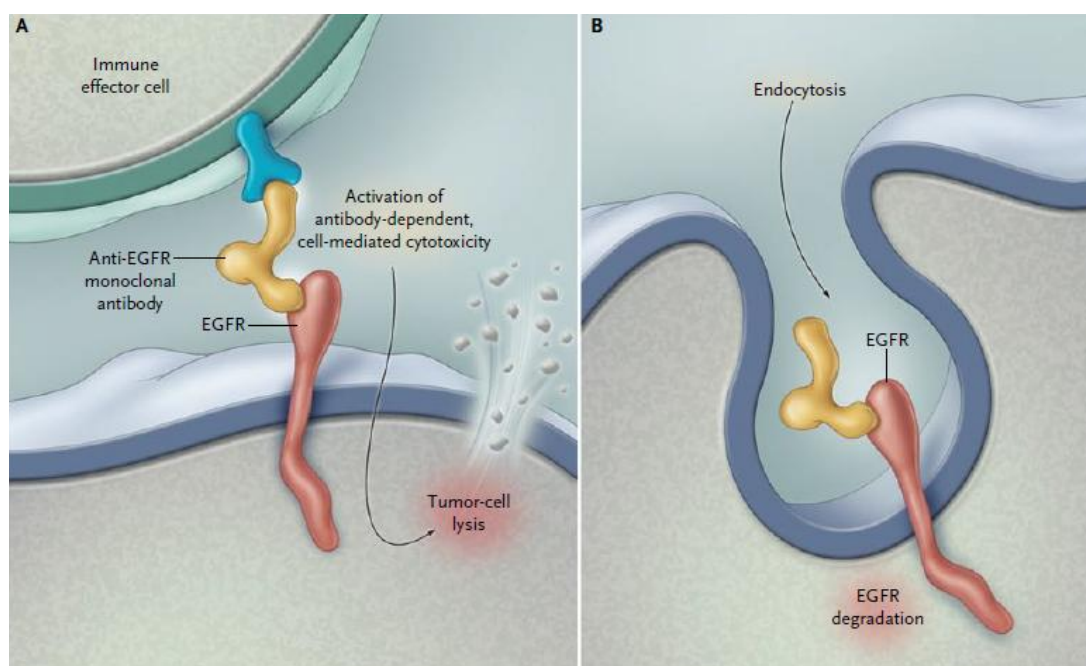 A
Immune
effector cell
Activation of
antibody-dependent,
cell-mediated cytotoxicity
Anti-EGFR
monoclonal
antibody
EGFR
Tumor-cell
lysis
B
Endocytosis
EGFR
EGFR
degradation